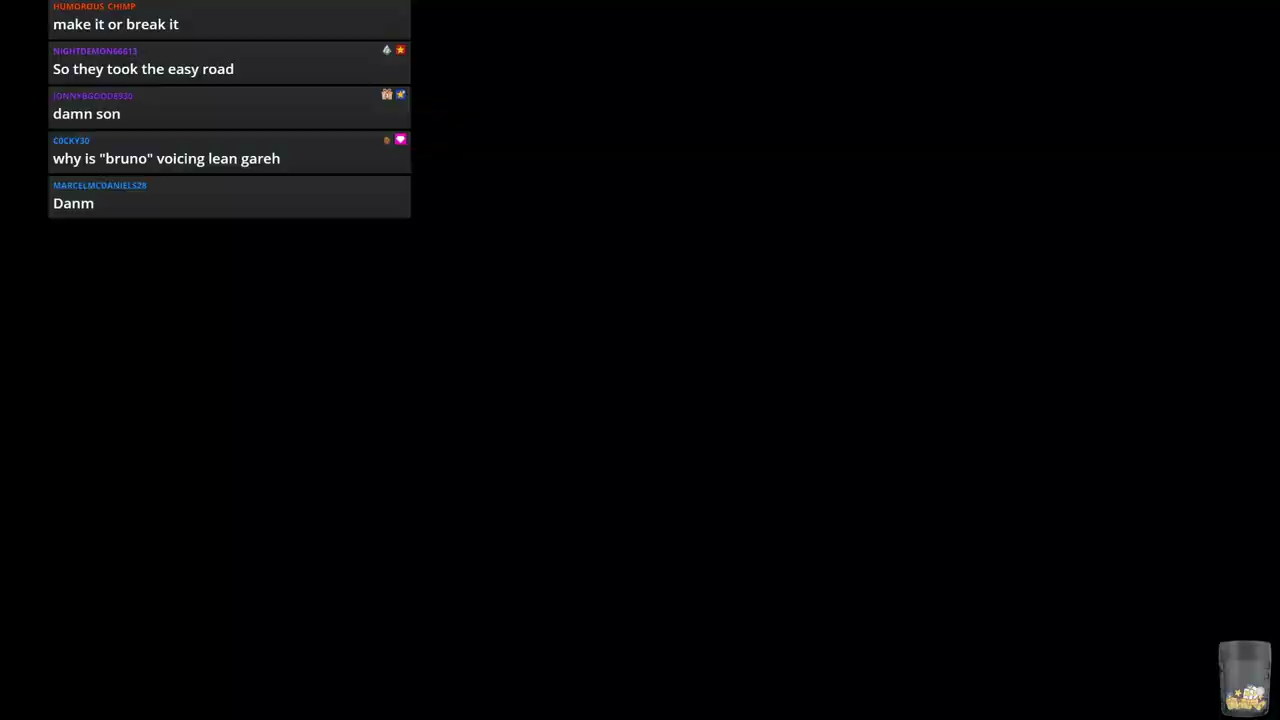 HUMOROUS CHIMP
make it or break it
NIGHTDEMON66613
So they took the easy road
JONNYBGOODE930
damn son
C0CKY30
why is "bruno" voicing lean gareh
MARCELMCDANIELS28
Danm